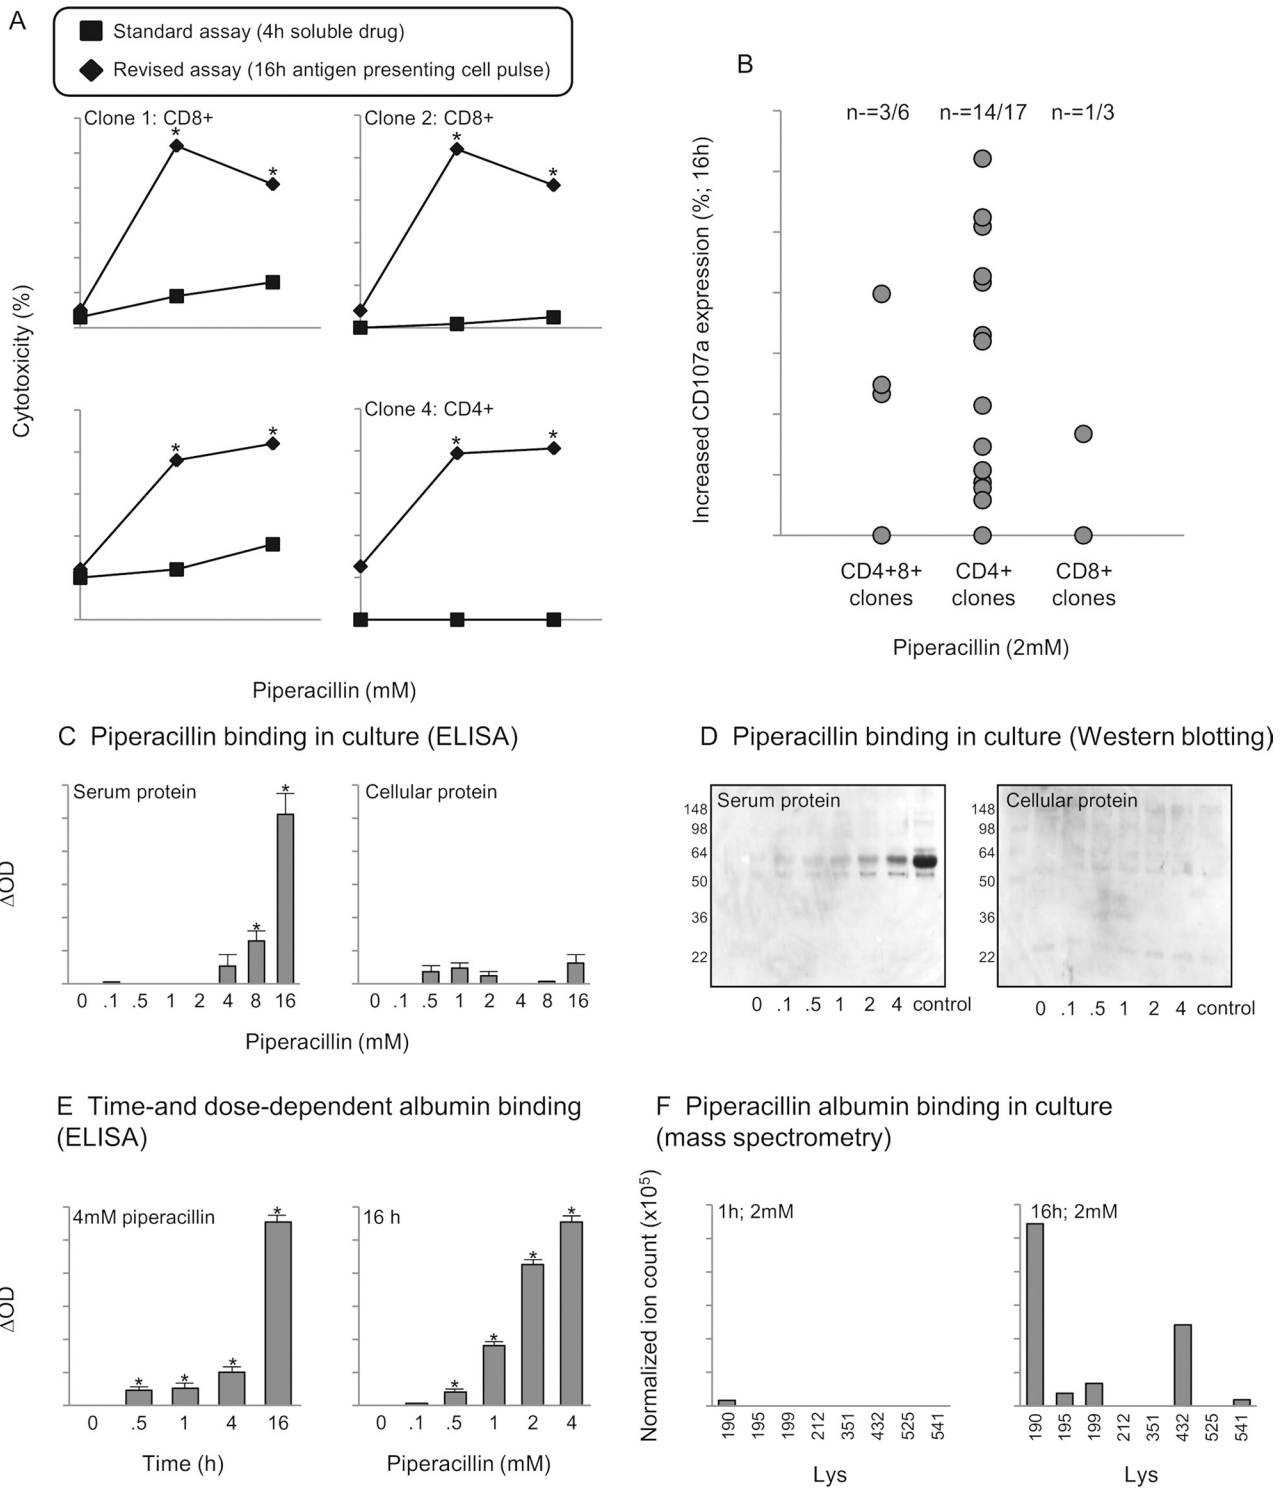 A
Standard assay (4h soluble drug)
Revised assay (16h antigen presenting cell pulse)
Clone 1: CD8+
Clone 2: CD8+
* * * *
Clone 4: CD4+
* * * *
Cytotoxicity (%)
Piperacillin (mM)
B
n-=3/6 n-=14/17 n-=1/3
Increased CD107a expression (%; 16h)
CD4+8+ CD4+ CD8+
clones clones clones
Piperacillin (2mM)
C Piperacillin binding in culture (ELISA)
Serum protein
Cellular protein
* *
ΔOD
0 .1 .5 1 2 4 8 16
0 .1 .5 1 2 4 8 16
Piperacillin (mM)
D Piperacillin binding in culture (Western blotting)
Serum protein
148
98
64
50
36
22
0 .1 .5 1 2 4 control
Cellular protein
148
98
64
50
36
22
0 .1 .5 1 2 4 control
E Time-and dose-dependent albumin binding
(ELISA)
4mM piperacillin
* * * *
ΔOD
0 .5 1 4 16
Time (h)
16 h
* * * *
0 .1 .5 1 2 4
Piperacillin (mM)
F Piperacillin albumin binding in culture
(mass spectrometry)
Normalized ion count (x10⁵)
1h; 2mM
190 195 199 212 351 432 525 541
Lys
16h; 2mM
190 195 199 212 351 432 525 541
Lys